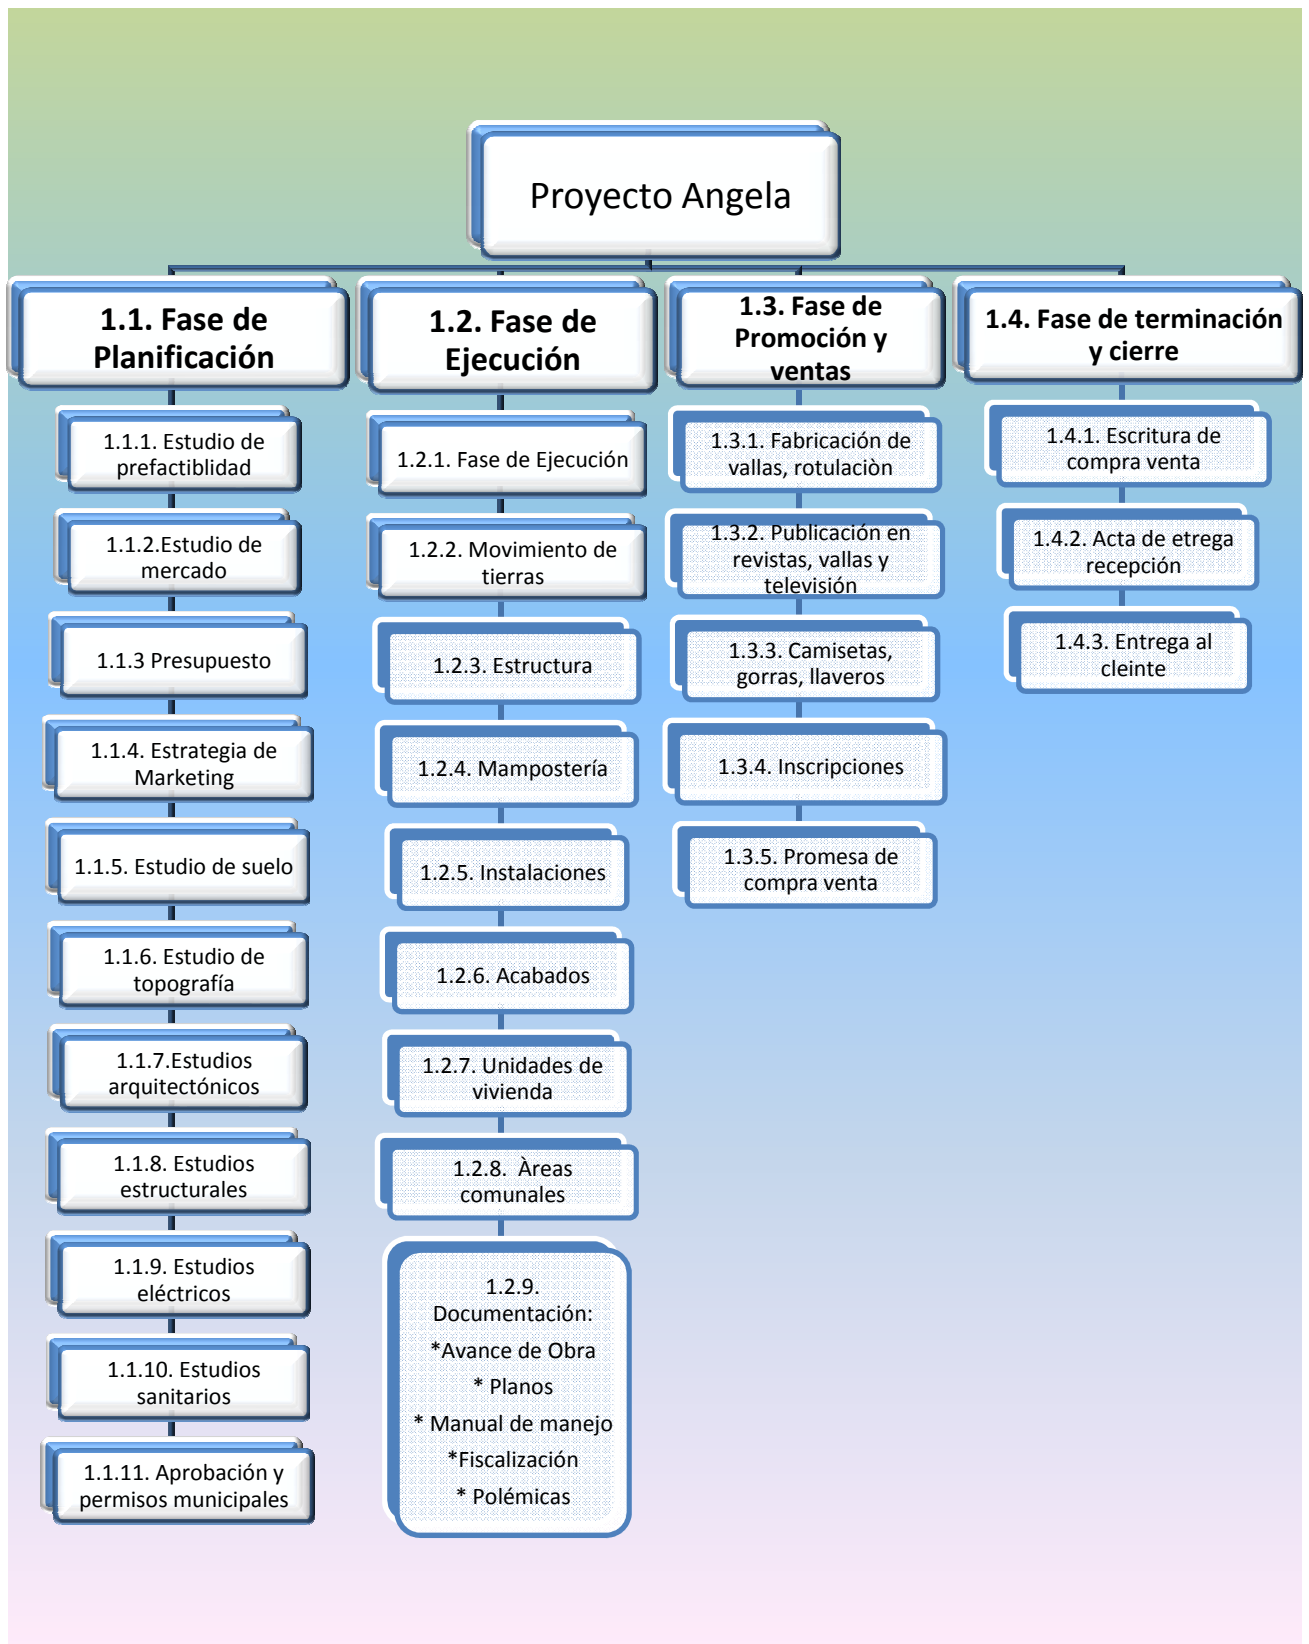 Proyecto Angela
1.1. Fase de
Planificación
1.1.1. Estudio de
prefactiblidad
1.1.2.Estudio de
mercado
1.1.3 Presupuesto
1.1.4. Estrategia de
Marketing
1.1.5. Estudio de suelo
1.1.6. Estudio de
topografía
1.1.7.Estudios
arquitectónicos
1.1.8. Estudios
estructurales
1.1.9. Estudios
eléctricos
1.1.10. Estudios
sanitarios
1.1.11. Aprobación y
permisos municipales
1.2. Fase de
Ejecución
1.2.1. Fase de Ejecución
1.2.2. Movimiento de
tierras
1.2.3. Estructura
1.2.4. Mampostería
1.2.5. Instalaciones
1.2.6. Acabados
1.2.7. Unidades de
vivienda
1.2.8. Àreas
comunales
1.2.9.
Documentación:
*Avance de Obra
* Planos
* Manual de manejo
*Fiscalización
* Polémicas
1.3. Fase de
Promoción y
ventas
1.3.1. Fabricación de
vallas, rotulaciòn
1.3.2. Publicación en
revistas, vallas y
televisión
1.3.3. Camisetas,
gorras, llaveros
1.3.4. Inscripciones
1.3.5. Promesa de
compra venta
1.4. Fase de terminación
y cierre
1.4.1. Escritura de
compra venta
1.4.2. Acta de etrega
recepción
1.4.3. Entrega al
cleinte